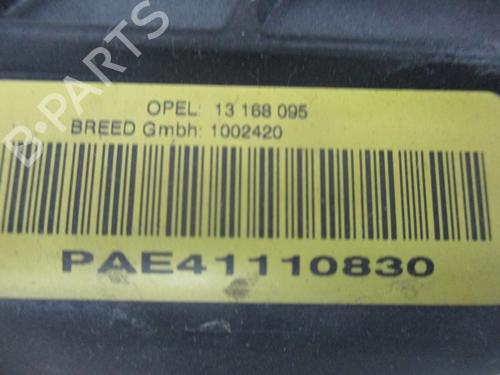 B-PARTS
OPEL: 13 168 095
BREED Gmbh: 1002420
PAE41110830